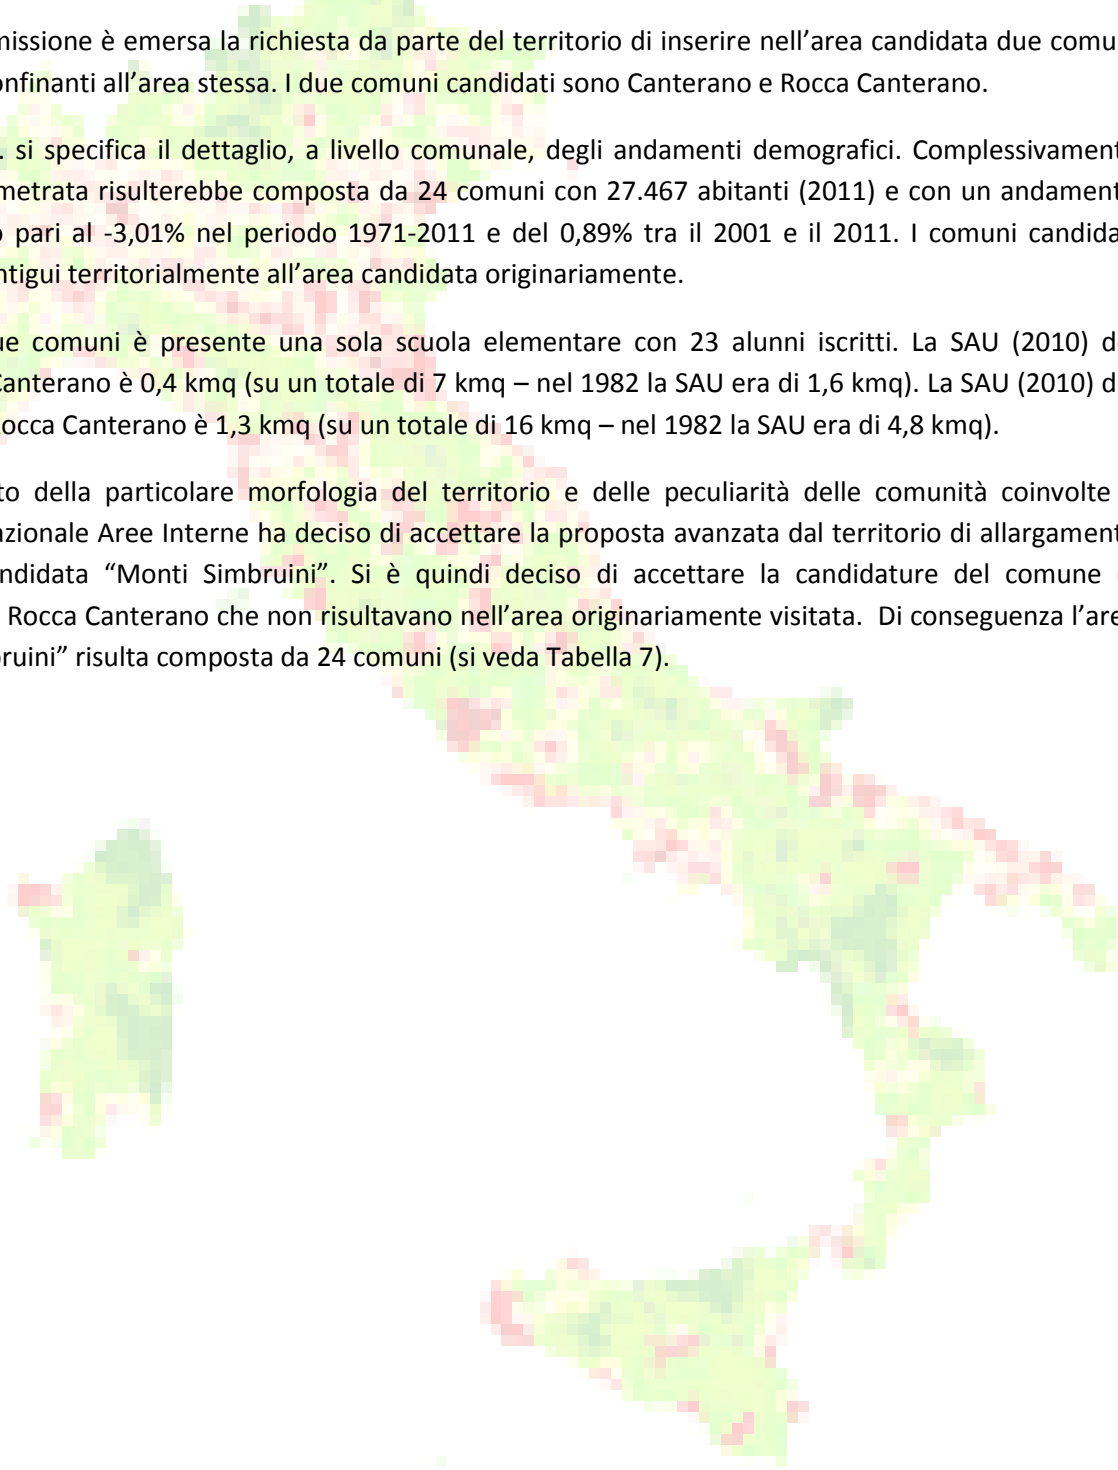 missione è emersa la richiesta da parte del territorio di inserire nell’area candidata due comu
onfinanti all’area stessa. I due comuni candidati sono Canterano e Rocca Canterano.
. si specifica il dettaglio, a livello comunale, degli andamenti demografici. Complessivament
metrata risulterebbe composta da 24 comuni con 27.467 abitanti (2011) e con un andament
o pari al -3,01% nel periodo 1971-2011 e del 0,89% tra il 2001 e il 2011. I comuni candida
ntigui territorialmente all’area candidata originariamente.
ue comuni è presente una sola scuola elementare con 23 alunni iscritti. La SAU (2010) de
Canterano è 0,4 kmq (su un totale di 7 kmq – nel 1982 la SAU era di 1,6 kmq). La SAU (2010) d
Rocca Canterano è 1,3 kmq (su un totale di 16 kmq – nel 1982 la SAU era di 4,8 kmq).
to della particolare morfologia del territorio e delle peculiarità delle comunità coinvolte
azionale Aree Interne ha deciso di accettare la proposta avanzata dal territorio di allargament
ndidata “Monti Simbruini”. Si è quindi deciso di accettare la candidature del comune
Rocca Canterano che non risultavano nell’area originariamente visitata. Di conseguenza l’are
bruini” risulta composta da 24 comuni (si veda Tabella 7).